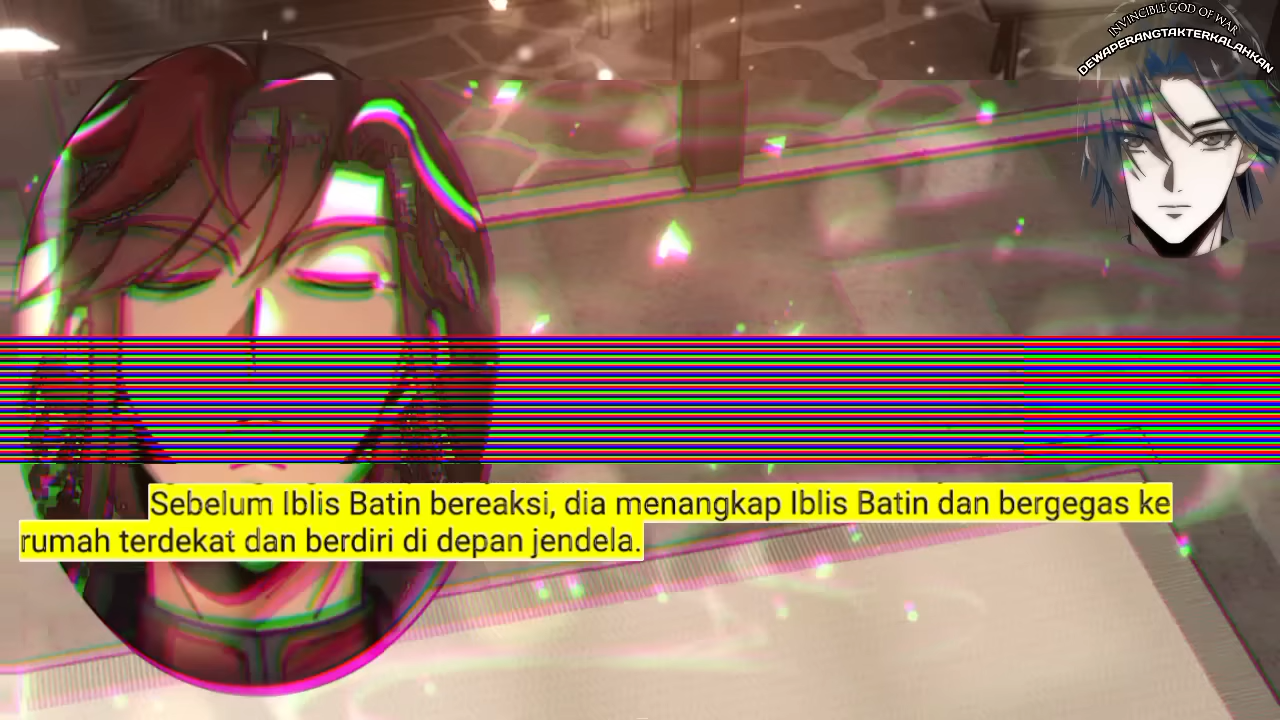 INVINCIBLE GOD OF WAR
DEWAPERANGTAKTERKALAHKAN
Sebelum Iblis Batin bereaksi, dia menangkap Iblis Batin dan bergegas ke
rumah terdekat dan berdiri di depan jendela.